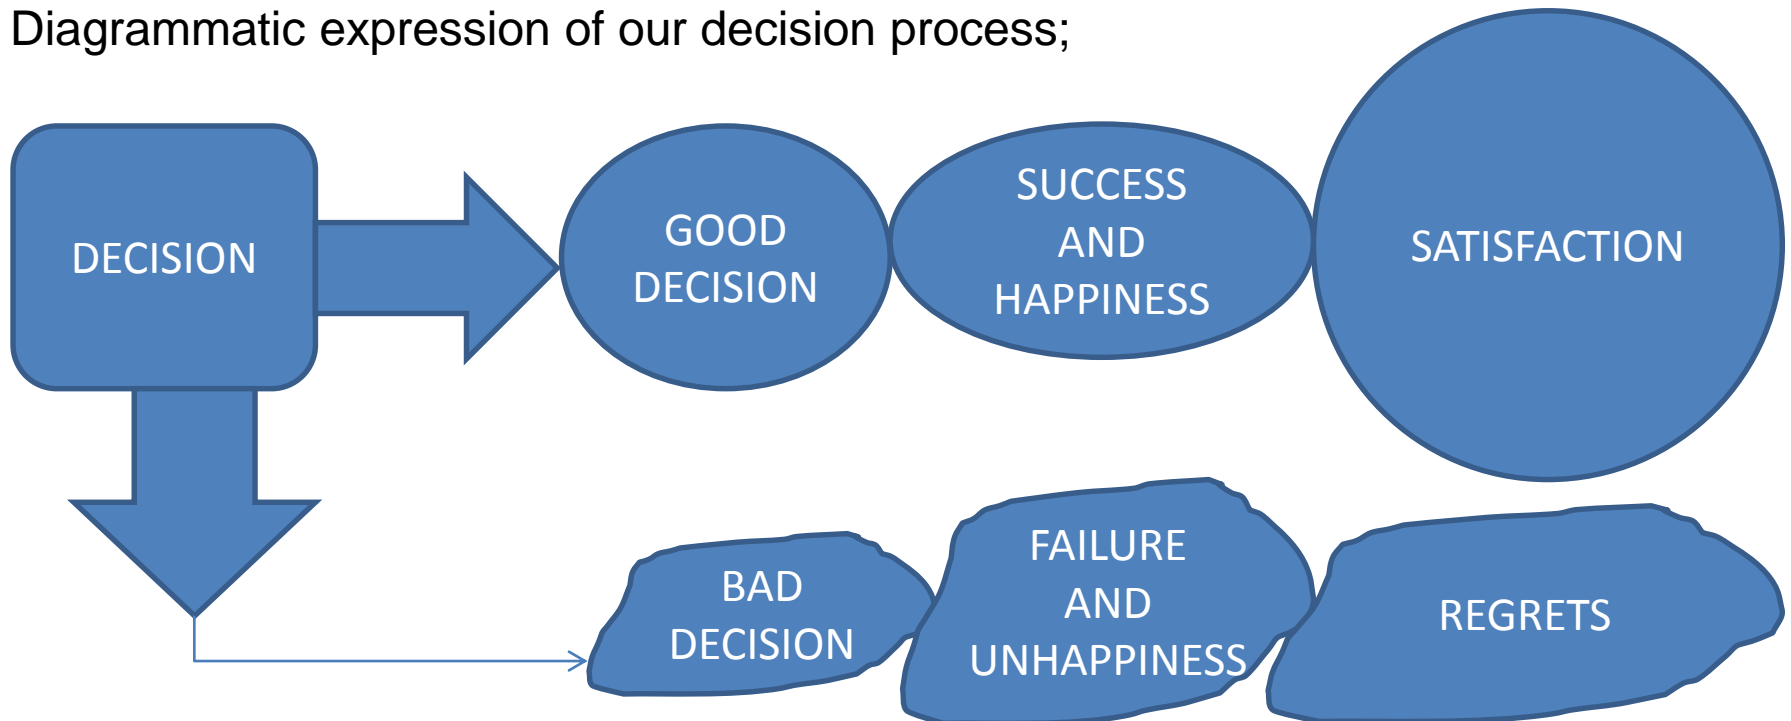 Diagrammatic expression of our decision process;
DECISION
GOOD
DECISION
SUCCESS
AND
HAPPINESS
SATISFACTION
BAD
DECISION
FAILURE
AND
UNHAPPINESS
REGRETS